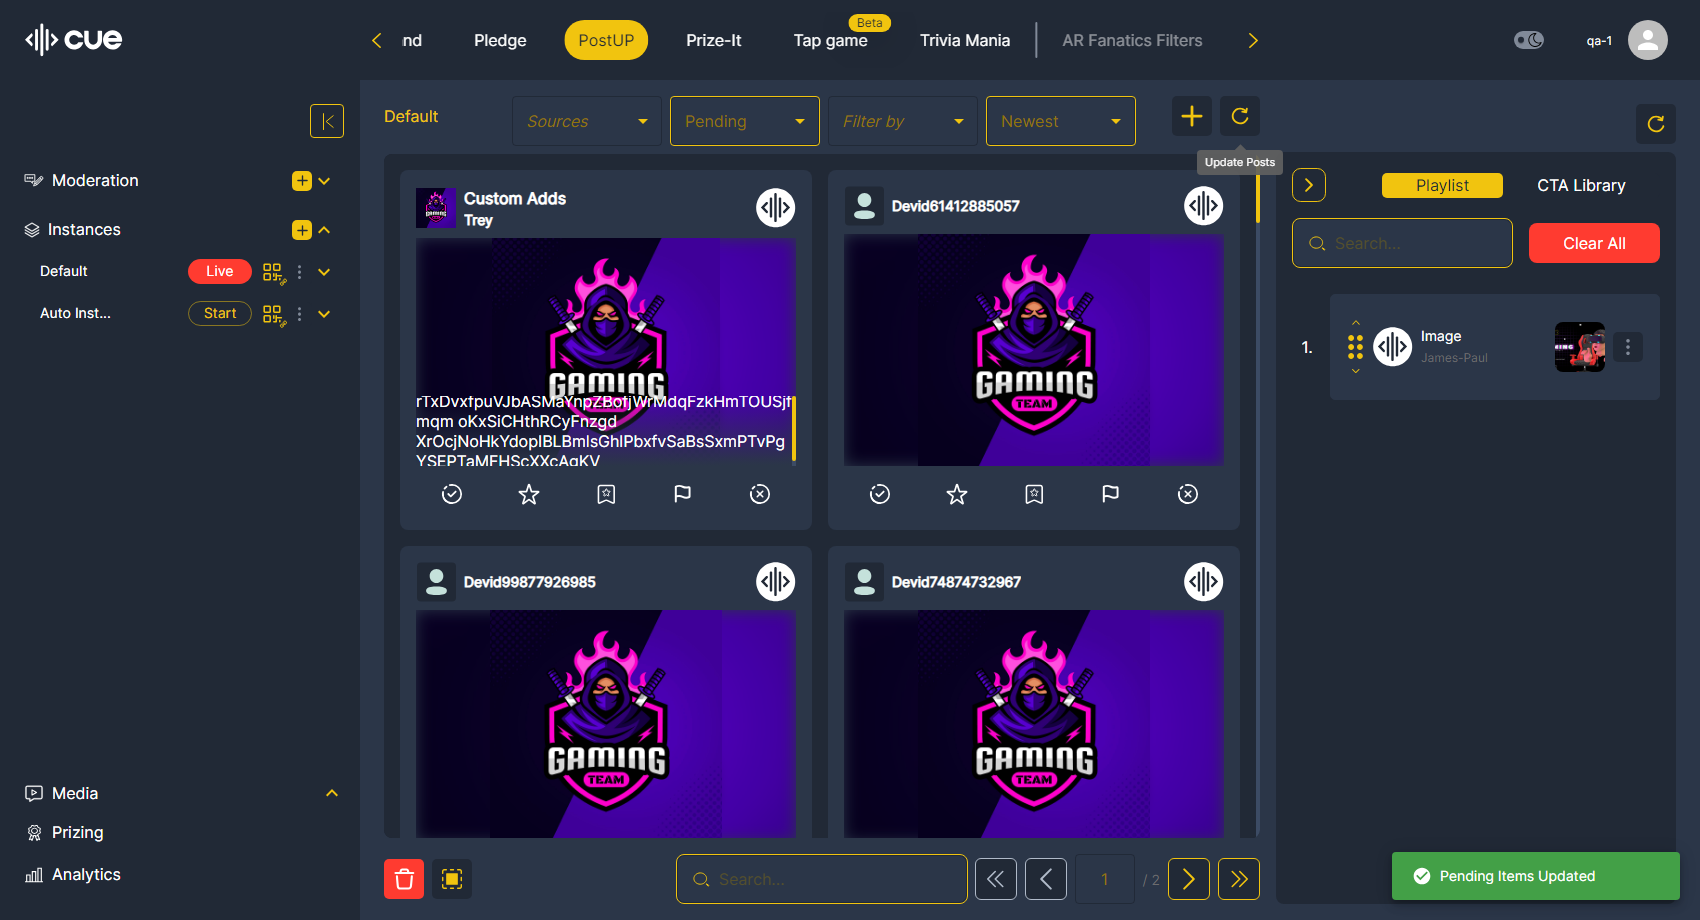 cue
nd
Pledge
PostUP
Prize-It
Beta
Tap game
Trivia Mania
AR Fanatics Filters
qa-1
Moderation
Instances
Default
Live
Auto Inst...
Start
Media
Prizing
Analytics
Default
Sources
Pending
Filter by
Newest
Update Posts
Custom Adds
Trey
GAMING
rTxDvxfpuVJbASMaYnpZBofjWrMdqFzkHmTOUSjf
mqm oKxSiCHthRCyFnzgd
XrOcjNoHkYdopIBLBmlsGhlPbxfvSaBsSxmPTvPg
YSEPTaMFHScXXcAgKV
Devid61412885057
GAMING
TEAM
Devid99877926985
GAMING
TEAM
Devid74874732967
GAMING
TEAM
Search...
1
/ 2
Playlist
CTA Library
Search...
Clear All
1.
Image
James-Paul
Pending Items Updated